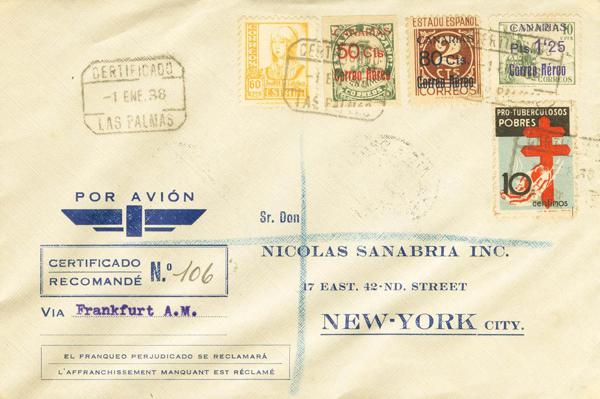 CERTIFICADO
-1 ENE.38
LAS PALMAS
60
CANARIAS
50 Cts
Correo Aéreo
CORREOS
ESTADO ESPAÑOL
CANARIAS
80 Cts
Correo Aéreo
CORREOS
CANARIAS
Pts. 1'25
Correo Aéreo
PRO-TUBERCULOSOS
POBRES
10
centimos
POR AVIÓN
Sr. Don
NICOLAS SANABRIA INC.
17 EAST. 42-ND. STREET
NEW-YORK CITY.
CERTIFICADO
RECOMANDÉ
N.º 106
VIA Frankfurt A.M.
EL FRANQUEO PERJUDICADO SE RECLAMARÁ
L'AFFRANCHISSEMENT MANQUANT EST RÉCLAMÉ